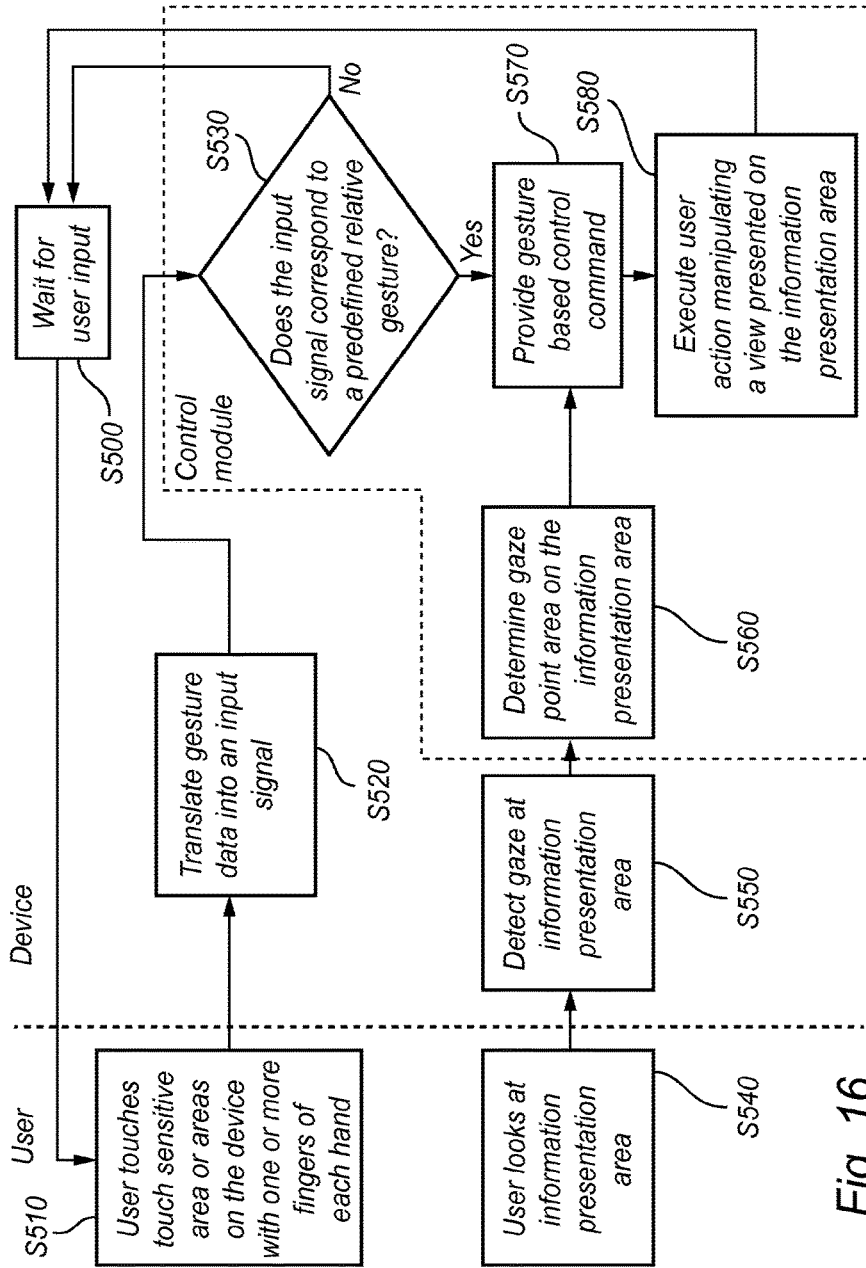 User
Device
S510
User touches
touch sensitive
area or areas
on the device
with one or more
fingers of
each hand
Translate gesture
data into an input
signal
S520
Wait for
user input
S500
Control
module
Does the input
signal correspond to
a predefined relative
gesture?
S530
No
Yes
User looks at
information
presentation
area
S540
Detect gaze at
information
presentation
area
S550
Determine gaze
point area on the
information
presentation area
S560
Provide gesture
based control
command
S570
Execute user
action manipulating
a view presented on
the information
presentation area
S580
Fig. 16